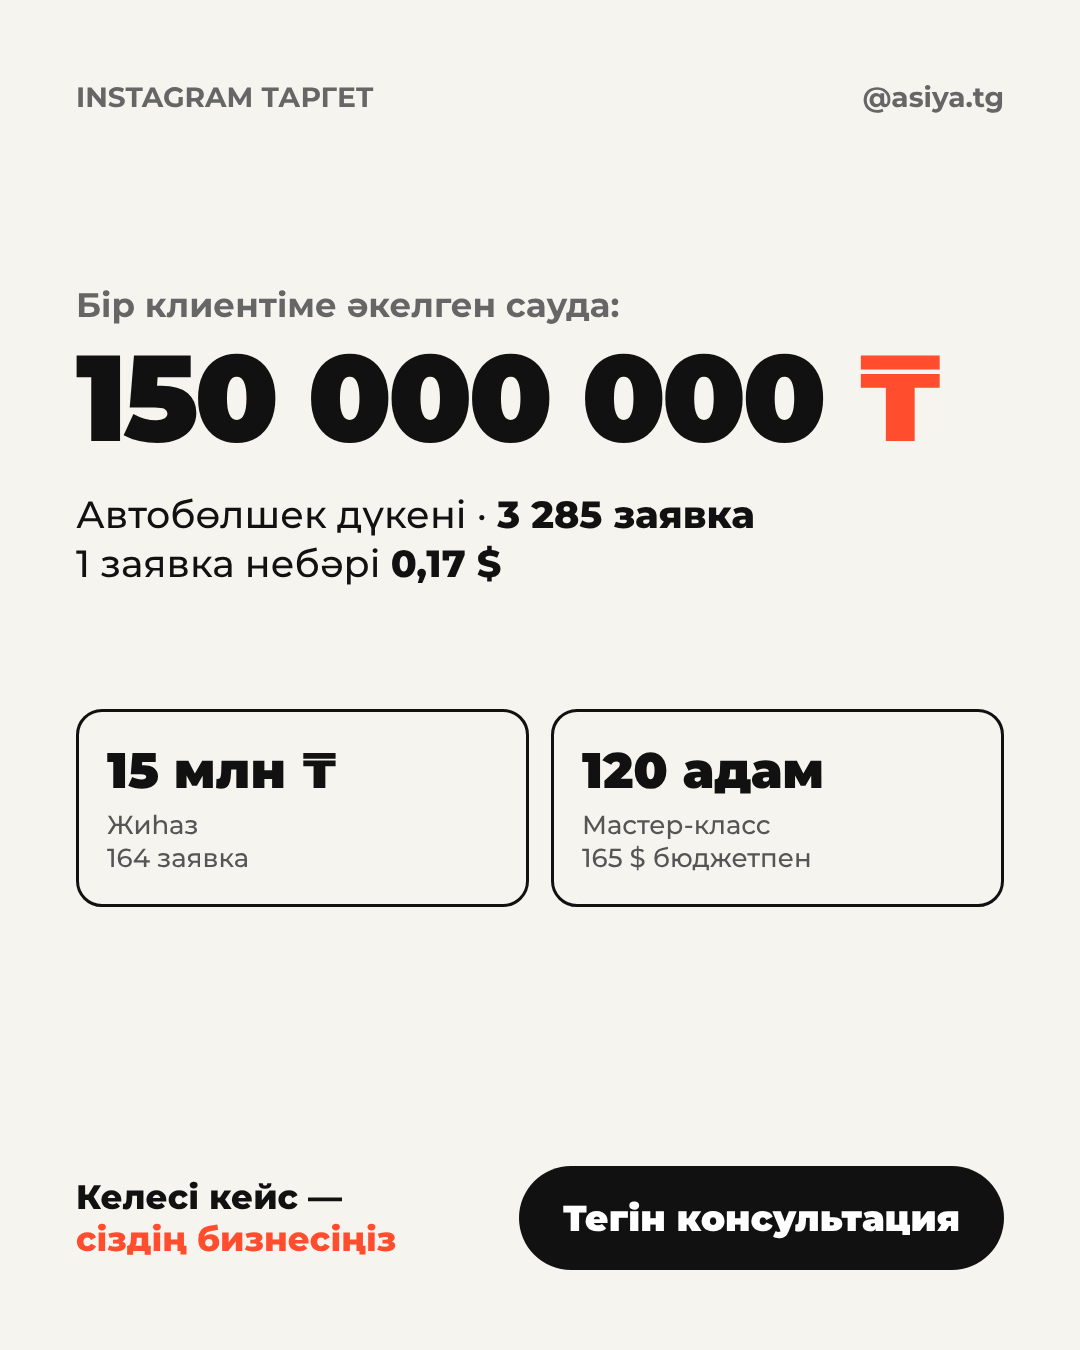 INSTAGRAM ТАРГЕТ
@asiya.tg
Бір клиентіме әкелген сауда:
150 000 000 ₸
Автобөлшек дүкені · 3 285 заявка
1 заявка небәрі 0,17 $
15 млн ₸
Жиһаз
164 заявка
120 адам
Мастер-класс
165 $ бюджетпен
Келесі кейс —
сіздің бизнесіңіз
Тегін консультация